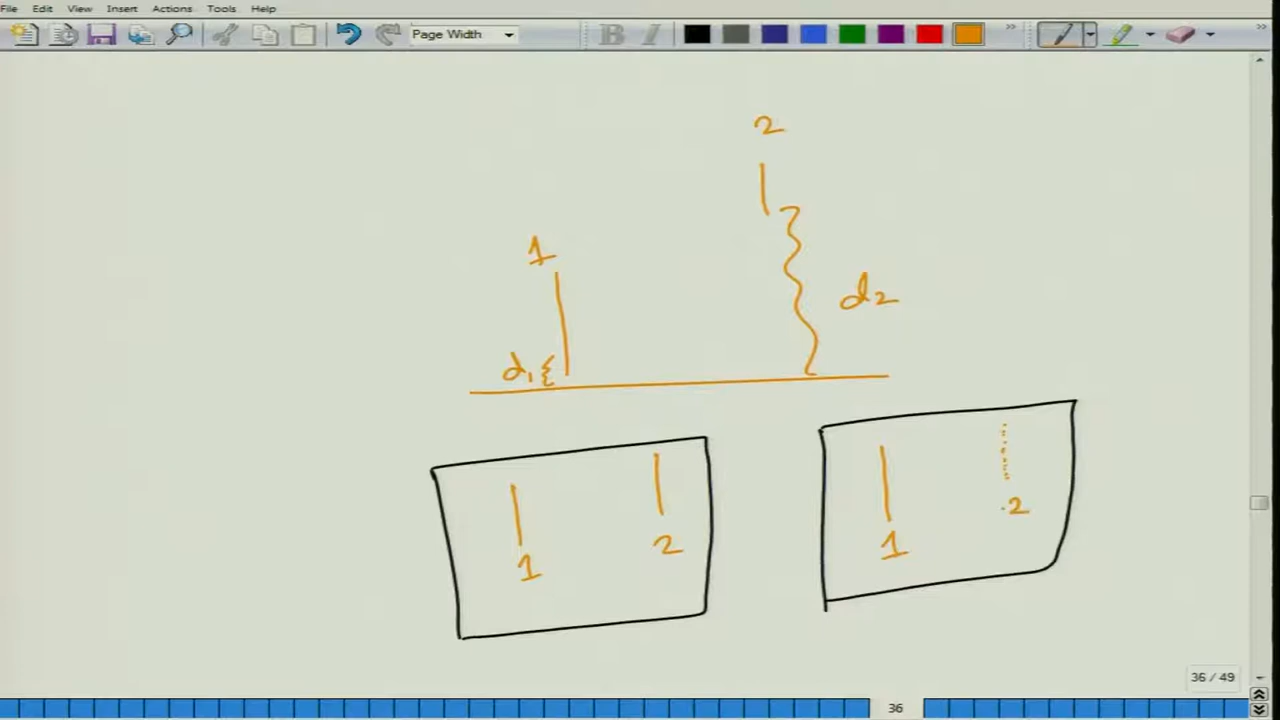 File Edit View Insert Actions Tools Help
Page Width
B I
2
1
d2
d1
1 2
1 2
36 / 49
36